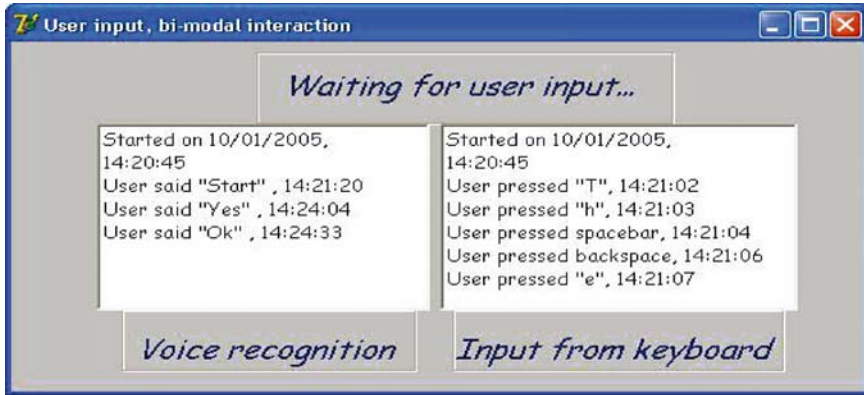 User input, bi-modal interaction
Waiting for user input...
Started on 10/01/2005,
14:20:45
User said "Start" , 14:21:20
User said "Yes" , 14:24:04
User said "Ok" , 14:24:33
Started on 10/01/2005,
14:20:45
User pressed "T", 14:21:02
User pressed "h", 14:21:03
User pressed spacebar, 14:21:04
User pressed backspace, 14:21:06
User pressed "e", 14:21:07
Voice recognition
Input from keyboard